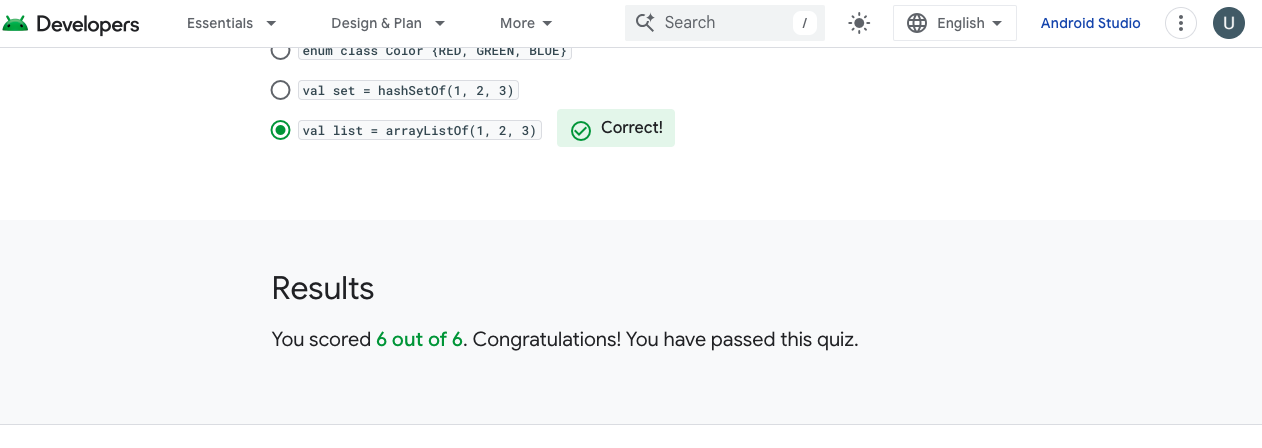 Developers
Essentials
Design & Plan
More
Search
/
English
Android Studio
U
enum class Color {RED, GREEN, BLUE}
val set = hashSetOf(1, 2, 3)
val list = arrayListOf(1, 2, 3)
Correct!
Results
You scored 6 out of 6. Congratulations! You have passed this quiz.